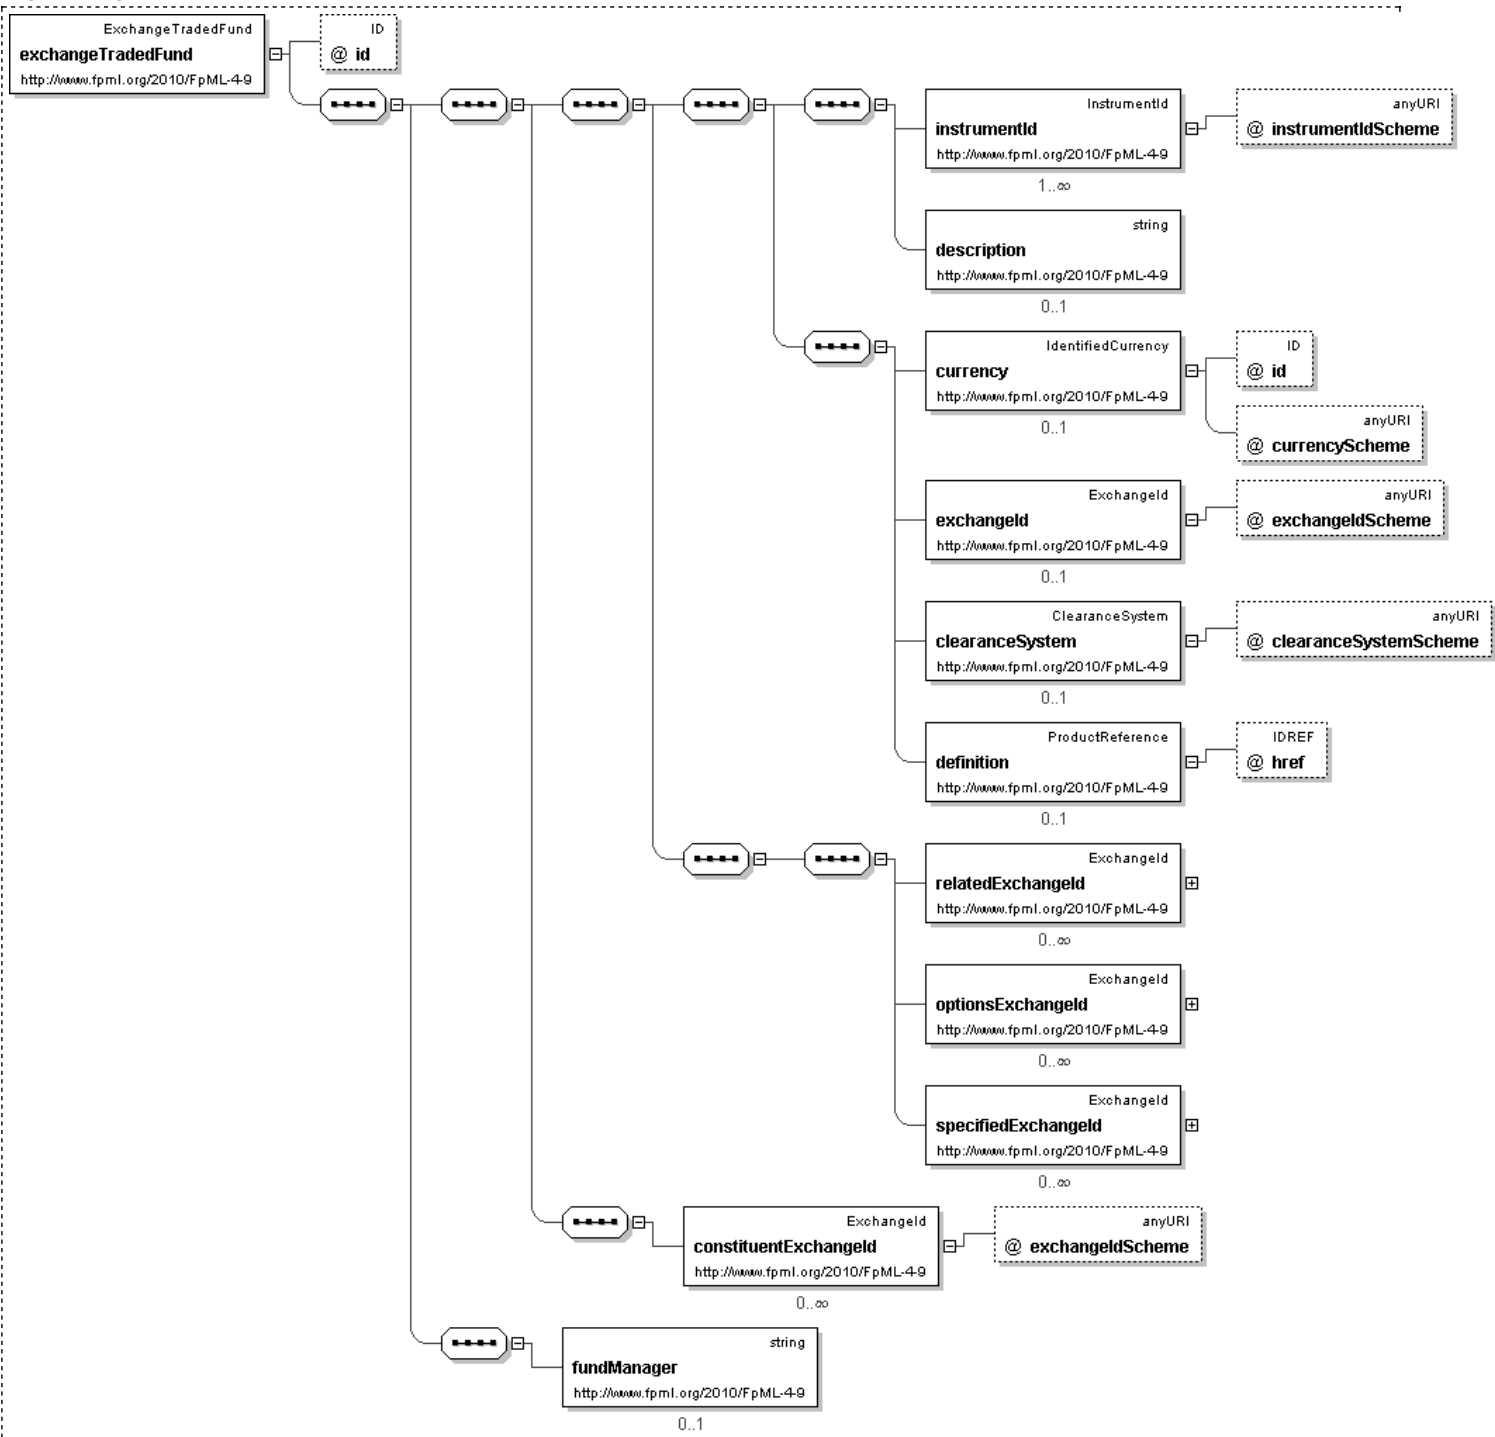 ExchangeTradedFund
exchangeTradedFund
http://www.fpml.org/2010/FpML-4-9
ID
@ id
InstrumentId
instrumentId
http://www.fpml.org/2010/FpML-4-9
1..∞
anyURI
@ instrumentIdScheme
string
description
http://www.fpml.org/2010/FpML-4-9
0..1
IdentifiedCurrency
currency
http://www.fpml.org/2010/FpML-4-9
0..1
ID
@ id
anyURI
@ currencyScheme
ExchangeId
exchangeId
http://www.fpml.org/2010/FpML-4-9
0..1
anyURI
@ exchangeIdScheme
ClearanceSystem
clearanceSystem
http://www.fpml.org/2010/FpML-4-9
0..1
anyURI
@ clearanceSystemScheme
ProductReference
definition
http://www.fpml.org/2010/FpML-4-9
0..1
IDREF
@ href
ExchangeId
relatedExchangeId
http://www.fpml.org/2010/FpML-4-9
0..∞
ExchangeId
optionsExchangeId
http://www.fpml.org/2010/FpML-4-9
0..∞
ExchangeId
specifiedExchangeId
http://www.fpml.org/2010/FpML-4-9
0..∞
ExchangeId
constituentExchangeId
http://www.fpml.org/2010/FpML-4-9
0..∞
anyURI
@ exchangeIdScheme
string
fundManager
http://www.fpml.org/2010/FpML-4-9
0..1